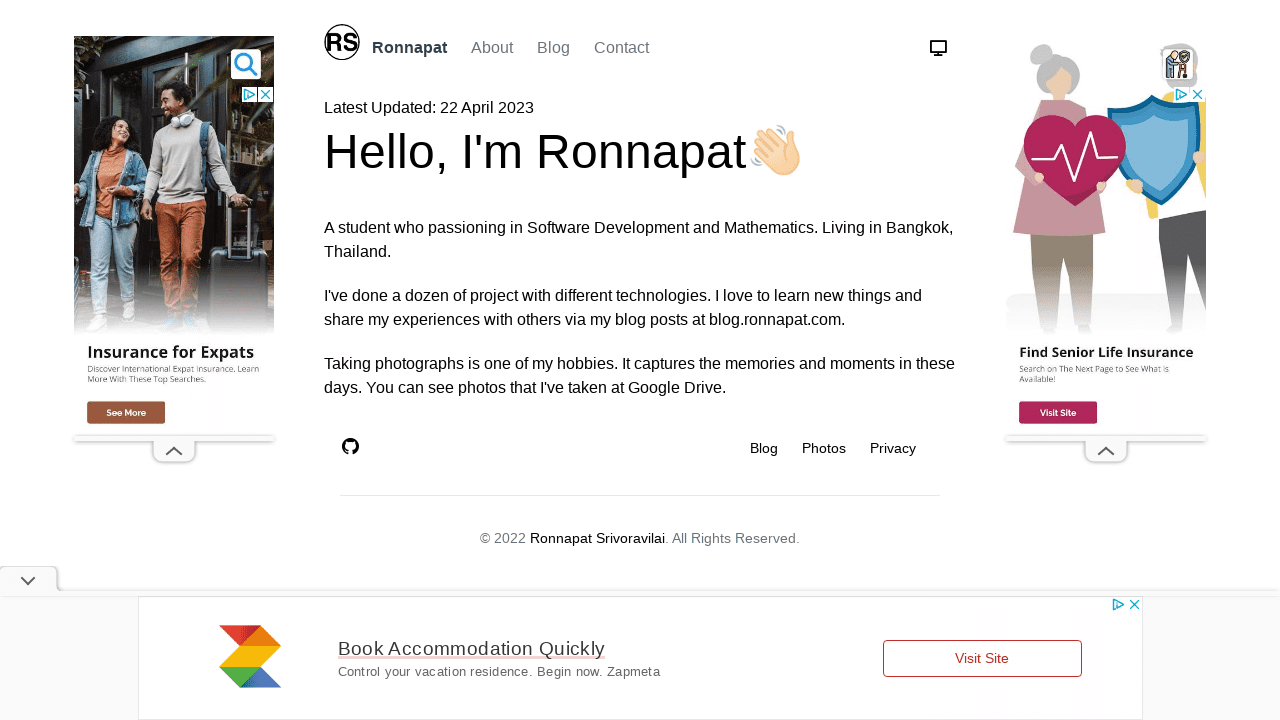 RS
Ronnapat
About
Blog
Contact
Latest Updated: 22 April 2023
Hello, I'm Ronnapat👋🏻
A student who passioning in Software Development and Mathematics. Living in Bangkok,
Thailand.
I've done a dozen of project with different technologies. I love to learn new things and
share my experiences with others via my blog posts at blog.ronnapat.com.
Taking photographs is one of my hobbies. It captures the memories and moments in these
days. You can see photos that I've taken at Google Drive.
Blog
Photos
Privacy
© 2022 Ronnapat Srivoravilai. All Rights Reserved.
Insurance for Expats
Discover International Expat Insurance, Learn
More With These Top Searches.
See More
Find Senior Life Insurance
Search on The Next Page to See What Is
Available!
Visit Site
Book Accommodation Quickly
Control your vacation residence. Begin now. Zapmeta
Visit Site